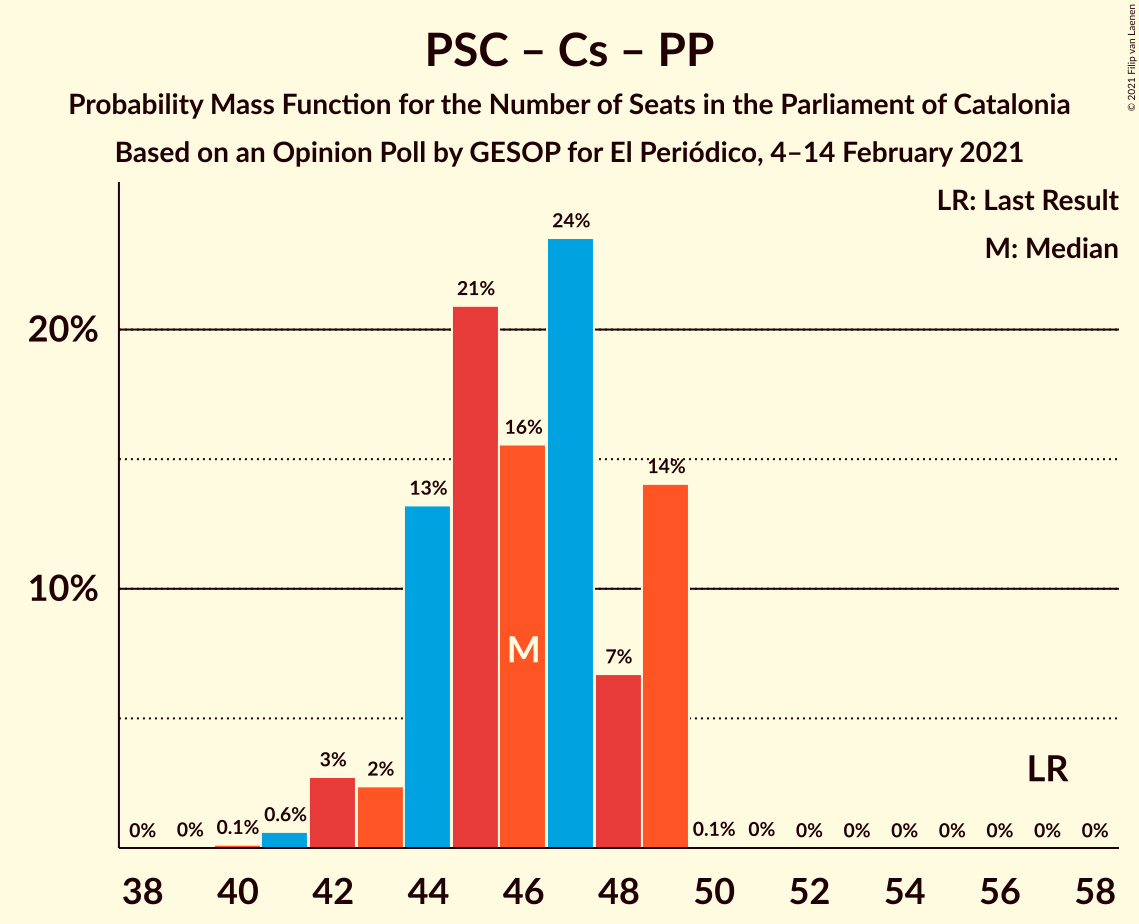 PSC – Cs – PP
Probability Mass Function for the Number of Seats in the Parliament of Catalonia
Based on an Opinion Poll by GESOP for El Periódico, 4–14 February 2021
© 2021 Filip van Laenen
LR: Last Result
M: Median
24%
21%
20%
16%
14%
13%
10%
M
7%
3%
2%
LR
0.6%
0% 0% 0.1% 0.1% 0% 0% 0% 0% 0% 0% 0% 0%
38 40 42 44 46 48 50 52 54 56 58